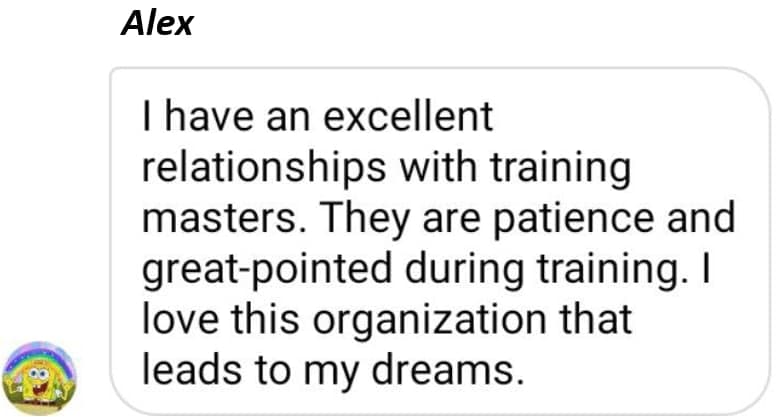 Alex
I have an excellent
relationships with training
masters. They are patience and
great-pointed during training. I
love this organization that
leads to my dreams.